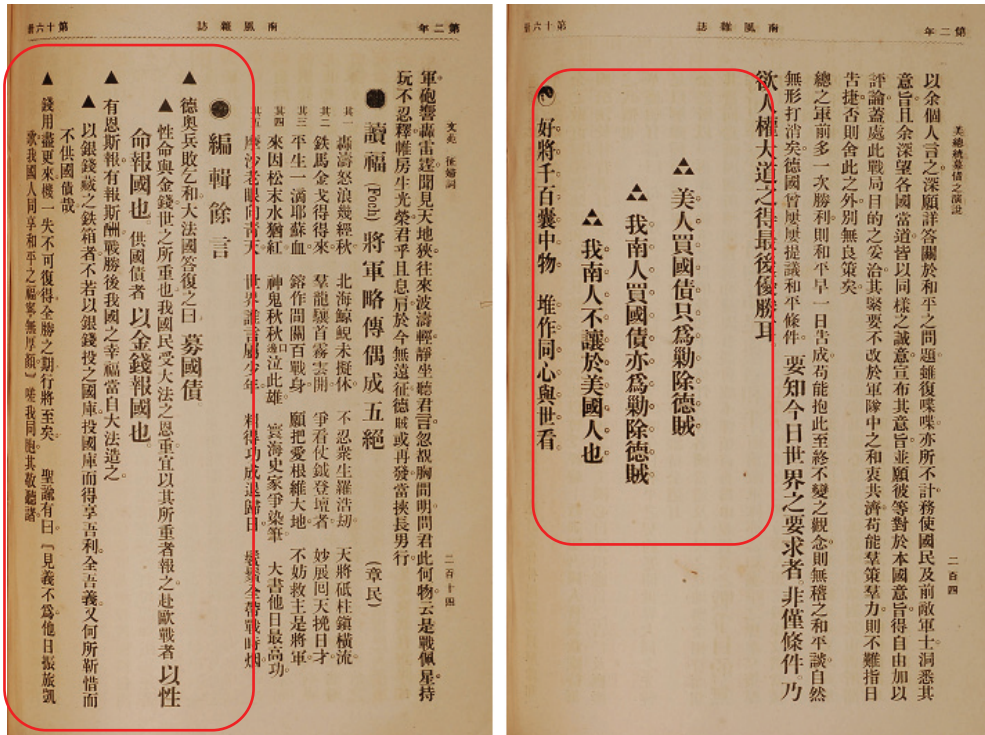 第二年
南風雜誌
第十六冊
美總統募債之演說
二百四
以余個人言之深願詳答關於和平之問題雖復喋喋亦所不計務使國民及前敵軍士洞悉其
意旨且余深望各國當道皆以同樣之誠意宣布其意旨並願彼等對於本國意旨得自由加以
評論蓋處此戰局目的之妥洽其緊要不改於軍隊中之和衷共濟苟能羣策羣力則不難指日
告捷否則舍此之外別無良策矣
總之軍前多一次勝利則和平早一日告成苟能抱此至終不變之觀念則無稽之和平談自然
無形打消矣德國曾屢屢提議和平條件 要知今日世界之要求者非僅條件乃
欲人權大道之得最後優勝耳
美人買國債只爲勦除德賊
我南人買國債亦爲勦除德賊
我南人不讓於美國人也
好將千百囊中物 堆作同心與世看
第二年
南風雜誌
第十六冊
文苑 征婦詞
二百十四
軍砲響轟雷霆聞見天地狹往來波濤輕靜坐聽君言忽覩胸間明問君此何物云是戰佩星持
玩不忍釋帷房生光榮君乎且息肩於今無遠征德賊或再發當挾長男行
讀福(Foch)將軍略傳偶成五絕 (章民)
其一 轟濤怒浪幾經秋 北海鯨鯢未擬休 不忍衆生羅浩劫 大將砥柱鎮橫流
其二 鉄馬金戈得得來 羣龍驤首霧雲開 爭看仗鉞登壇者 妙展回天挽日才
其三 平生一滴耶蘇血 鎔作間關百戰身 願把愛根維大地 不妨救主是將軍
其四 來因松末水猶紅 神鬼秋秋泣此雄 寰海史家爭染筆 大書他日最高功
其五 摩沙老眼向青天 世界誰言屬少年 料得功成退歸日 鬢鬢全帶戰時烟
編輯餘言
▲德奧兵敗乞和大法國答復之曰 募國債
▲性命與金錢世之所重也我國民受大法之恩重宜以其所重者報之赴歐戰者 以性
命報國也 供國債者 以金錢報國也
▲有恩斯報有報斯酬戰勝後我國之幸福當自大法造之
▲以銀錢藏之鉄箱者不若以銀錢投之國庫投國庫而得享吾利全吾義又何所靳惜而
不供國債哉
▲錢用盡更來機一失不可復得全勝之期行將至矣 聖諭有曰『見義不爲他日振旅凱
歌我國人同享和平之福寧無厚顏』嗟我同胞其敬聽諸